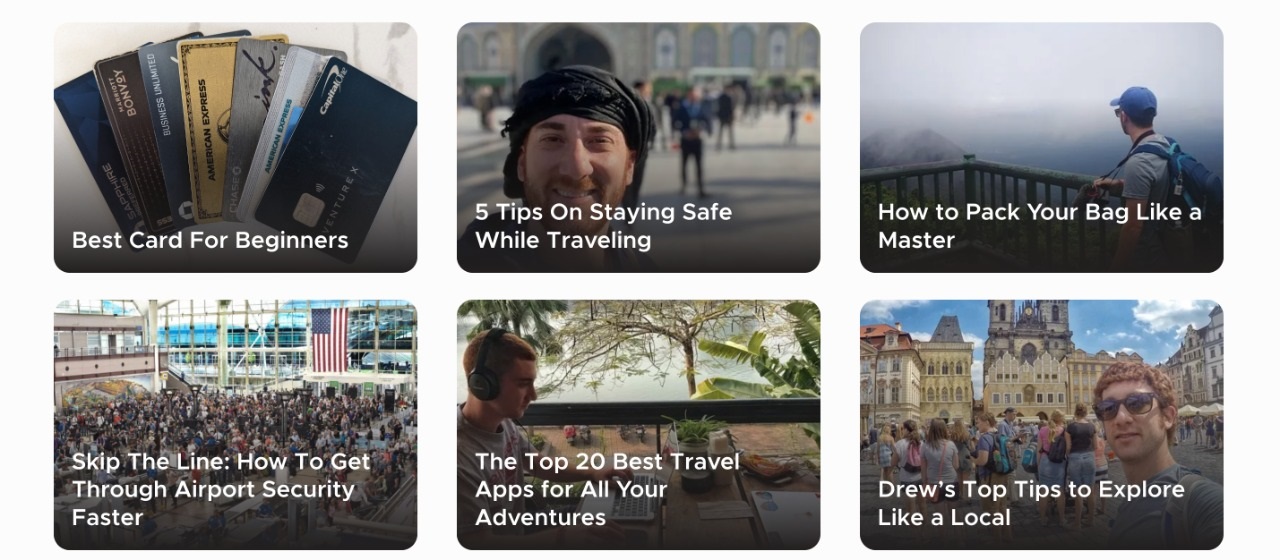 SAPPHIRE
MARRIOTT
BONVOY
BUSINESS UNLIMITED
AMERICAN EXPRESS
ink.
CHASE
AMERICAN EXPRESS
Capital One
VENTURE X
Best Card For Beginners
5 Tips On Staying Safe
While Traveling
How to Pack Your Bag Like a
Master
Skip The Line: How To Get
Through Airport Security
Faster
The Top 20 Best Travel
Apps for All Your
Adventures
Drew's Top Tips to Explore
Like a Local